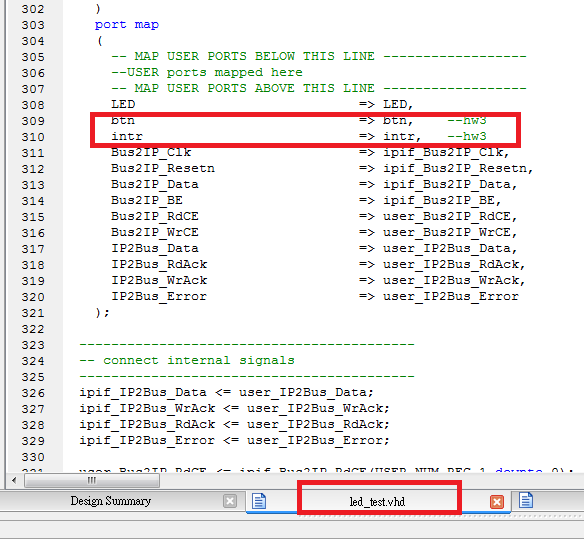 302 )
303 port map
304 (
305 -- MAP USER PORTS BELOW THIS LINE ------------------
306 --USER ports mapped here
307 -- MAP USER PORTS ABOVE THIS LINE ------------------
308 LED => LED,
309 btn => btn, --hw3
310 intr => intr, --hw3
311 Bus2IP_Clk => ipif_Bus2IP_Clk,
312 Bus2IP_Resetn => ipif_Bus2IP_Resetn,
313 Bus2IP_Data => ipif_Bus2IP_Data,
314 Bus2IP_BE => ipif_Bus2IP_BE,
315 Bus2IP_RdCE => user_Bus2IP_RdCE,
316 Bus2IP_WrCE => user_Bus2IP_WrCE,
317 IP2Bus_Data => user_IP2Bus_Data,
318 IP2Bus_RdAck => user_IP2Bus_RdAck,
319 IP2Bus_WrAck => user_IP2Bus_WrAck,
320 IP2Bus_Error => user_IP2Bus_Error
321 );
322
323 ------------------------------------------
324 -- connect internal signals
325 ------------------------------------------
326 ipif_IP2Bus_Data <= user_IP2Bus_Data;
327 ipif_IP2Bus_WrAck <= user_IP2Bus_WrAck;
328 ipif_IP2Bus_RdAck <= user_IP2Bus_RdAck;
329 ipif_IP2Bus_Error <= user_IP2Bus_Error;
330
331 user_Bus2IP_RdCE <= ipif_Bus2IP_RdCE(USER_NUM_REG-1 downto 0);
Design Summary
led_test.vhd